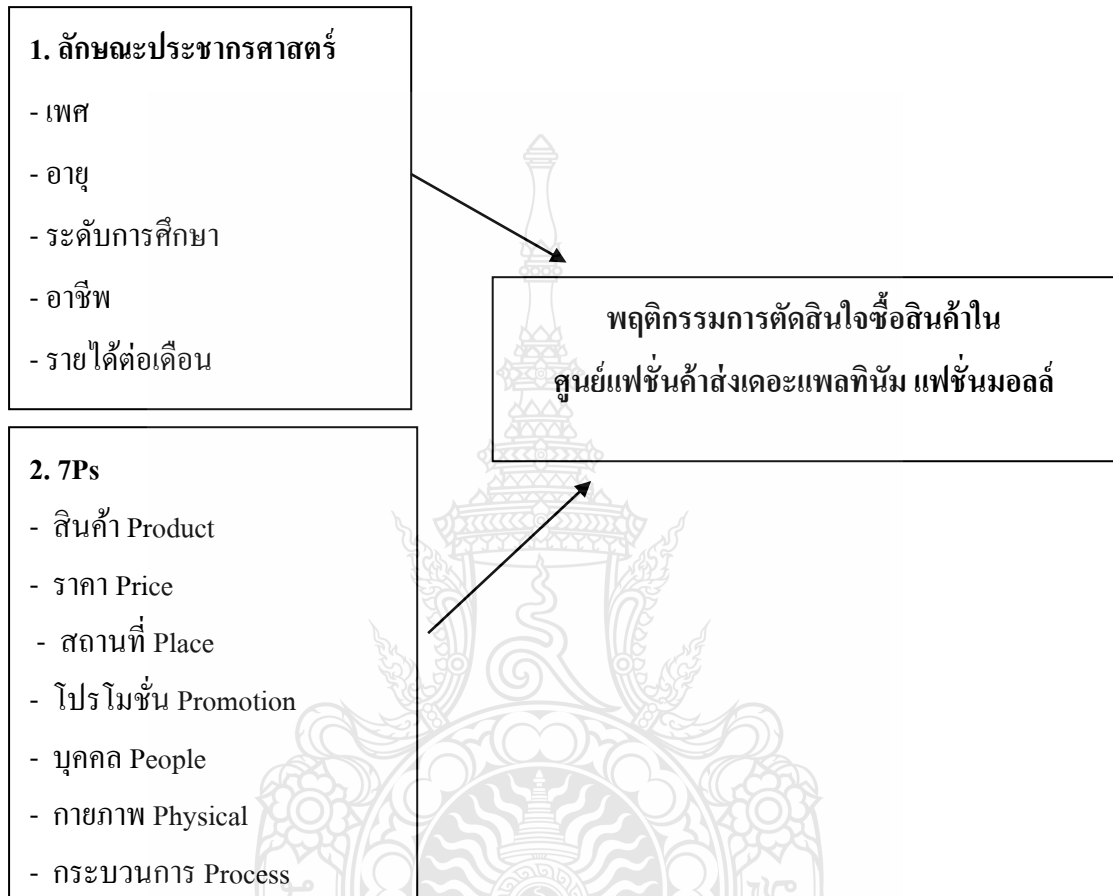 1. ลักษณะประชากรศาสตร์
- เพศ
- อายุ
- ระดับการศึกษา
- อาชีพ
- รายได้ต่อเดือน
พฤติกรรมการตัดสินใจซื้อสินค้าใน
ศูนย์แฟชั่นค้าส่งเดอะแพลทินัม แฟชั่นมอลล์
2. 7Ps
- สินค้า Product
- ราคา Price
- สถานที่ Place
- โปรโมชั่น Promotion
- บุคคล People
- กายภาพ Physical
- กระบวนการ Process